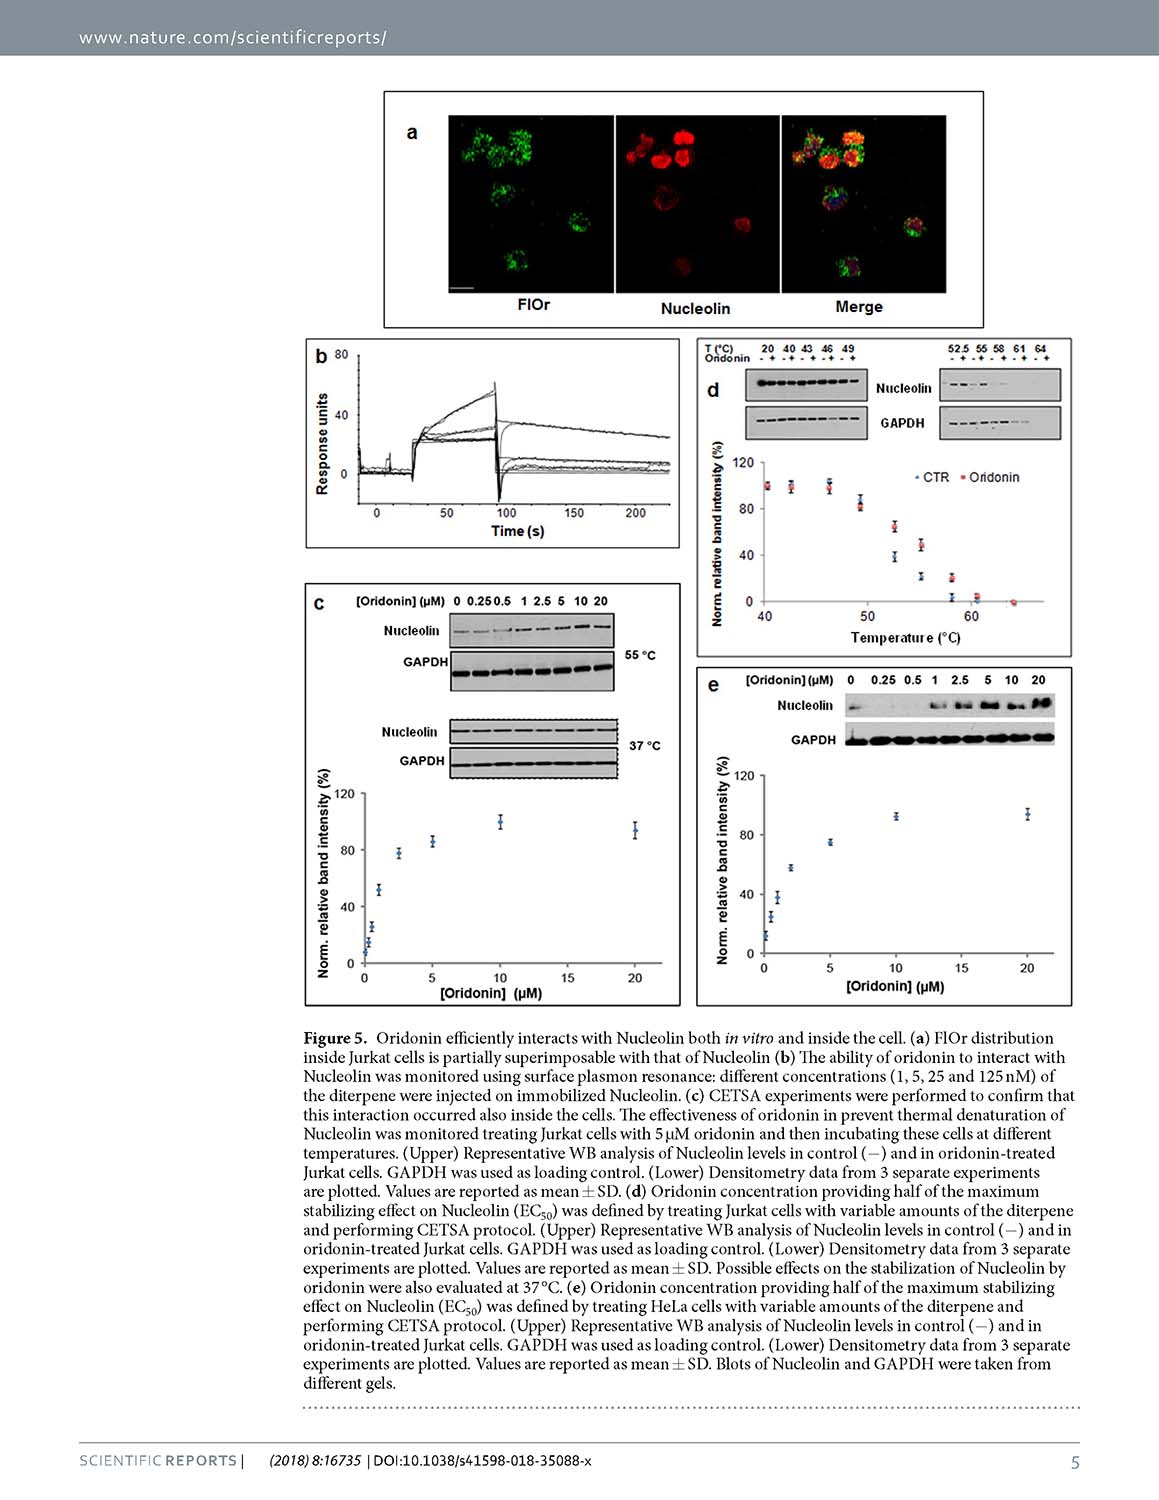 www.nature.com/scientificreports/
a
FlOr
Nucleolin
Merge
b
80
40
0
Response units
0 50 100 150 200
Time (s)
c
[Oridonin] (µM) 0 0.25 0.5 1 2.5 5 10 20
Nucleolin
GAPDH
55 °C
Nucleolin
37 °C
GAPDH
Norm. relative band intensity (%)
120
80
40
0
0 5 10 15 20
[Oridonin] (µM)
T (°C) 20 40 43 46 49 52.5 55 58 61 64
Oridonin - + - + - + - + - + - + - + - + - + - +
d
Nucleolin
GAPDH
Norm. relative band intensity (%)
120
80
40
0
CTR Oridonin
40 50 60
Temperature (°C)
e
[Oridonin] (µM) 0 0.25 0.5 1 2.5 5 10 20
Nucleolin
GAPDH
Norm. relative band intensity (%)
120
80
40
0
0 5 10 15 20
[Oridonin] (µM)
Figure 5. Oridonin efficiently interacts with Nucleolin both in vitro and inside the cell. (a) FlOr distribution
inside Jurkat cells is partially superimposable with that of Nucleolin (b) The ability of oridonin to interact with
Nucleolin was monitored using surface plasmon resonance: different concentrations (1, 5, 25 and 125 nM) of
the diterpene were injected on immobilized Nucleolin. (c) CETSA experiments were performed to confirm that
this interaction occurred also inside the cells. The effectiveness of oridonin in prevent thermal denaturation of
Nucleolin was monitored treating Jurkat cells with 5 µM oridonin and then incubating these cells at different
temperatures. (Upper) Representative WB analysis of Nucleolin levels in control (−) and in oridonin-treated
Jurkat cells. GAPDH was used as loading control. (Lower) Densitometry data from 3 separate experiments
are plotted. Values are reported as mean ± SD. (d) Oridonin concentration providing half of the maximum
stabilizing effect on Nucleolin (EC50) was defined by treating Jurkat cells with variable amounts of the diterpene
and performing CETSA protocol. (Upper) Representative WB analysis of Nucleolin levels in control (−) and in
oridonin-treated Jurkat cells. GAPDH was used as loading control. (Lower) Densitometry data from 3 separate
experiments are plotted. Values are reported as mean ± SD. Possible effects on the stabilization of Nucleolin by
oridonin were also evaluated at 37 °C. (e) Oridonin concentration providing half of the maximum stabilizing
effect on Nucleolin (EC50) was defined by treating HeLa cells with variable amounts of the diterpene and
performing CETSA protocol. (Upper) Representative WB analysis of Nucleolin levels in control (−) and in
oridonin-treated Jurkat cells. GAPDH was used as loading control. (Lower) Densitometry data from 3 separate
experiments are plotted. Values are reported as mean ± SD. Blots of Nucleolin and GAPDH were taken from
different gels.
SCIENTIFIC REPORTS | (2018) 8:16735 | DOI:10.1038/s41598-018-35088-x 5